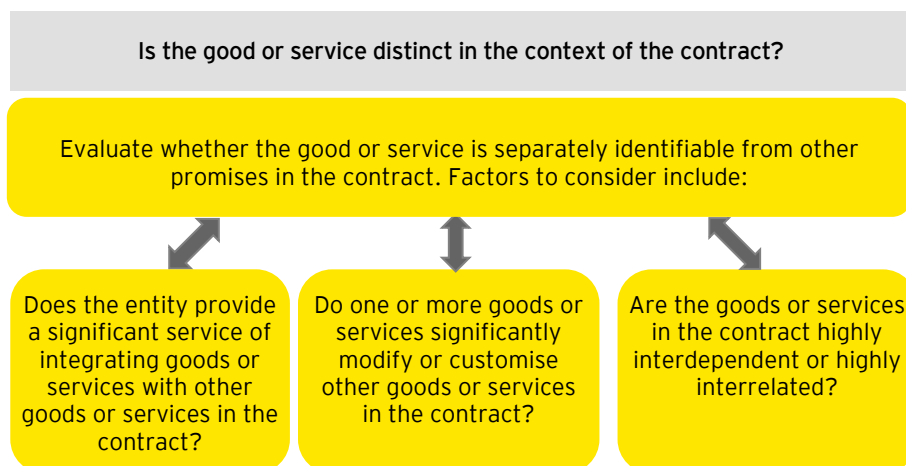 Is the good or service distinct in the context of the contract?
Evaluate whether the good or service is separately identifiable from other
promises in the contract. Factors to consider include:
Does the entity provide
a significant service of
integrating goods or
services with other
goods or services in the
contract?
Do one or more goods or
services significantly
modify or customise
other goods or services
in the contract?
Are the goods or services
in the contract highly
interdependent or highly
interrelated?